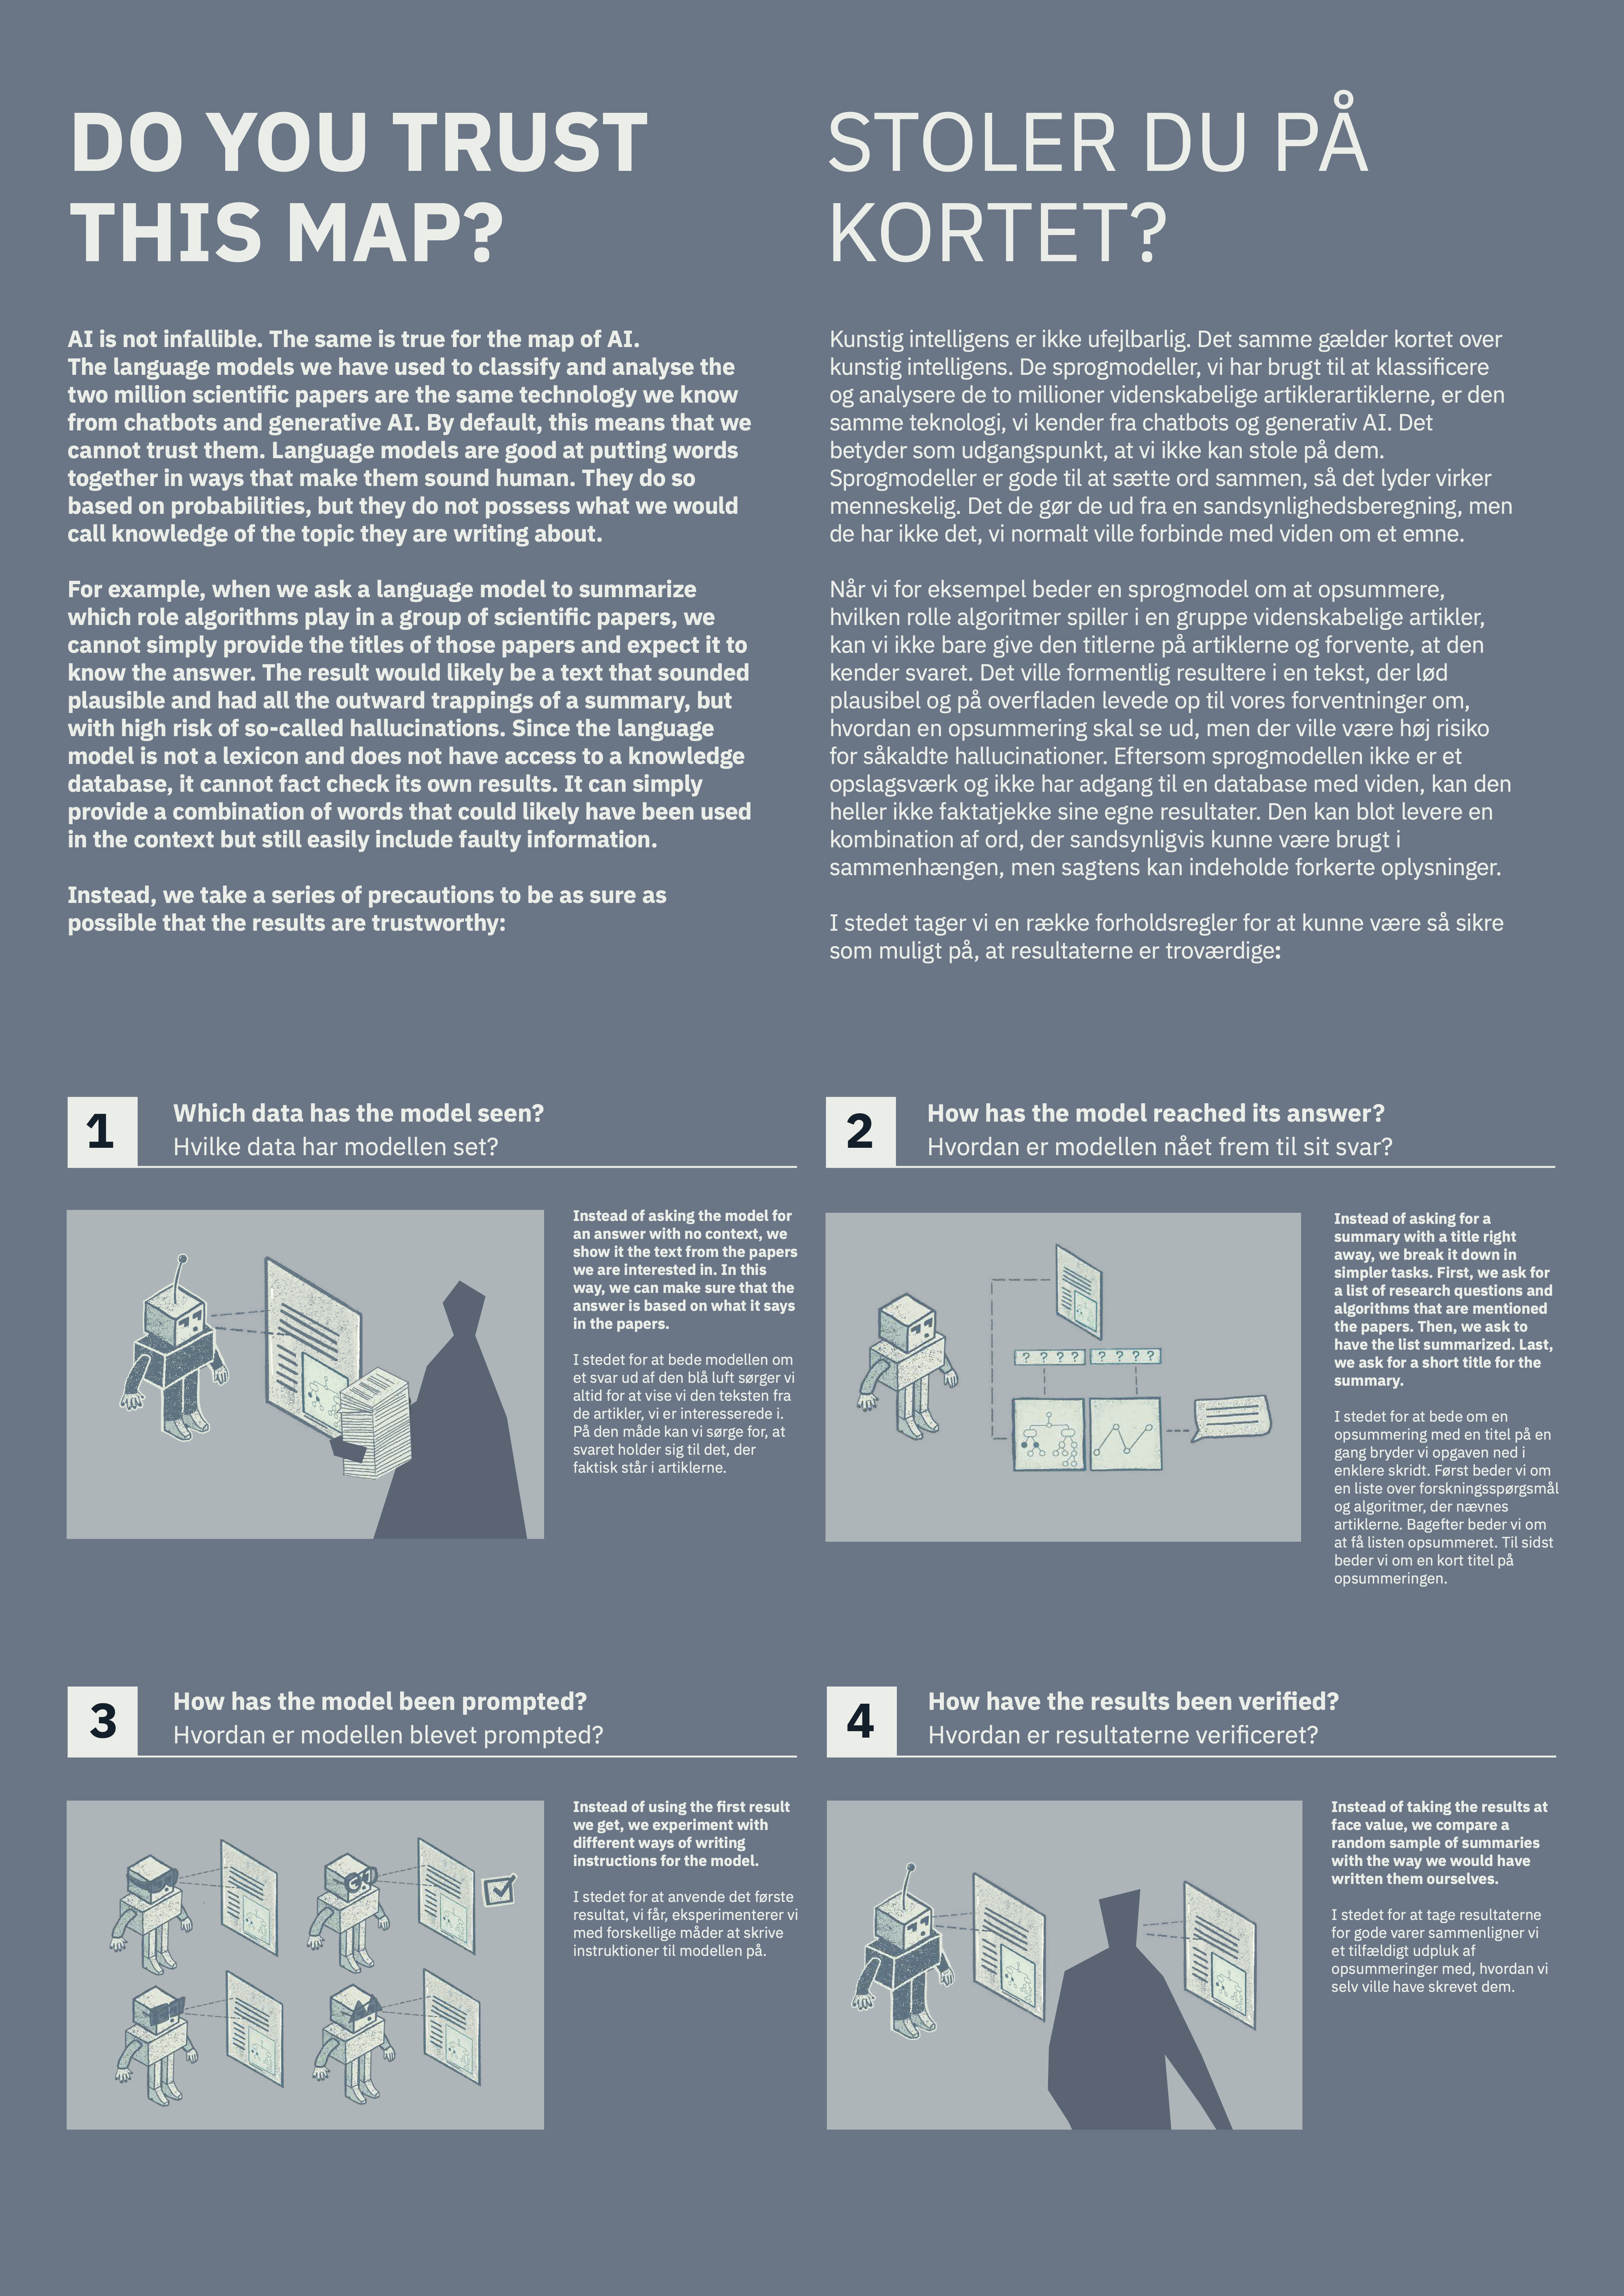 DO YOU TRUST
THIS MAP?
AI is not infallible. The same is true for the map of AI.
The language models we have used to classify and analyse the
two million scientific papers are the same technology we know
from chatbots and generative AI. By default, this means that we
cannot trust them. Language models are good at putting words
together in ways that make them sound human. They do so
based on probabilities, but they do not possess what we would
call knowledge of the topic they are writing about.
For example, when we ask a language model to summarize
which role algorithms play in a group of scientific papers, we
cannot simply provide the titles of those papers and expect it to
know the answer. The result would likely be a text that sounded
plausible and had all the outward trappings of a summary, but
with high risk of so-called hallucinations. Since the language
model is not a lexicon and does not have access to a knowledge
database, it cannot fact check its own results. It can simply
provide a combination of words that could likely have been used
in the context but still easily include faulty information.
Instead, we take a series of precautions to be as sure as
possible that the results are trustworthy:
STOLER DU PÅ
KORTET?
Kunstig intelligens er ikke ufejlbarlig. Det samme gælder kortet over
kunstig intelligens. De sprogmodeller, vi har brugt til at klassificere
og analysere de to millioner videnskabelige artiklerartiklerne, er den
samme teknologi, vi kender fra chatbots og generativ AI. Det
betyder som udgangspunkt, at vi ikke kan stole på dem.
Sprogmodeller er gode til at sætte ord sammen, så det lyder virker
menneskelig. Det de gør de ud fra en sandsynlighedsberegning, men
de har ikke det, vi normalt ville forbinde med viden om et emne.
Når vi for eksempel beder en sprogmodel om at opsummere,
hvilken rolle algoritmer spiller i en gruppe videnskabelige artikler,
kan vi ikke bare give den titlerne på artiklerne og forvente, at den
kender svaret. Det ville formentlig resultere i en tekst, der lød
plausibel og på overfladen levede op til vores forventninger om,
hvordan en opsummering skal se ud, men der ville være høj risiko
for såkaldte hallucinationer. Eftersom sprogmodellen ikke er et
opslagsværk og ikke har adgang til en database med viden, kan den
heller ikke faktatjekke sine egne resultater. Den kan blot levere en
kombination af ord, der sandsynligvis kunne være brugt i
sammenhængen, men sagtens kan indeholde forkerte oplysninger.
I stedet tager vi en række forholdsregler for at kunne være så sikre
som muligt på, at resultaterne er troværdige:
1
Which data has the model seen?
Hvilke data har modellen set?
Instead of asking the model for
an answer with no context, we
show it the text from the papers
we are interested in. In this
way, we can make sure that the
answer is based on what it says
in the papers.
I stedet for at bede modellen om
et svar ud af den blå luft sørger vi
altid for at vise vi den teksten fra
de artikler, vi er interesserede i.
På den måde kan vi sørge for, at
svaret holder sig til det, der
faktisk står i artiklerne.
2
How has the model reached its answer?
Hvordan er modellen nået frem til sit svar?
? ? ? ? ? ? ? ?
Instead of asking for a
summary with a title right
away, we break it down in
simpler tasks. First, we ask for
a list of research questions and
algorithms that are mentioned
the papers. Then, we ask to
have the list summarized. Last,
we ask for a short title for the
summary.
I stedet for at bede om en
opsummering med en titel på en
gang bryder vi opgaven ned i
enklere skridt. Først beder vi om
en liste over forskningsspørgsmål
og algoritmer, der nævnes
artiklerne. Bagefter beder vi om
at få listen opsummeret. Til sidst
beder vi om en kort titel på
opsummeringen.
3
How has the model been prompted?
Hvordan er modellen blevet prompted?
Instead of using the first result
we get, we experiment with
different ways of writing
instructions for the model.
I stedet for at anvende det første
resultat, vi får, eksperimenterer vi
med forskellige måder at skrive
instruktioner til modellen på.
4
How have the results been verified?
Hvordan er resultaterne verificeret?
Instead of taking the results at
face value, we compare a
random sample of summaries
with the way we would have
written them ourselves.
I stedet for at tage resultaterne
for gode varer sammenligner vi
et tilfældigt udpluk af
opsummeringer med, hvordan vi
selv ville have skrevet dem.